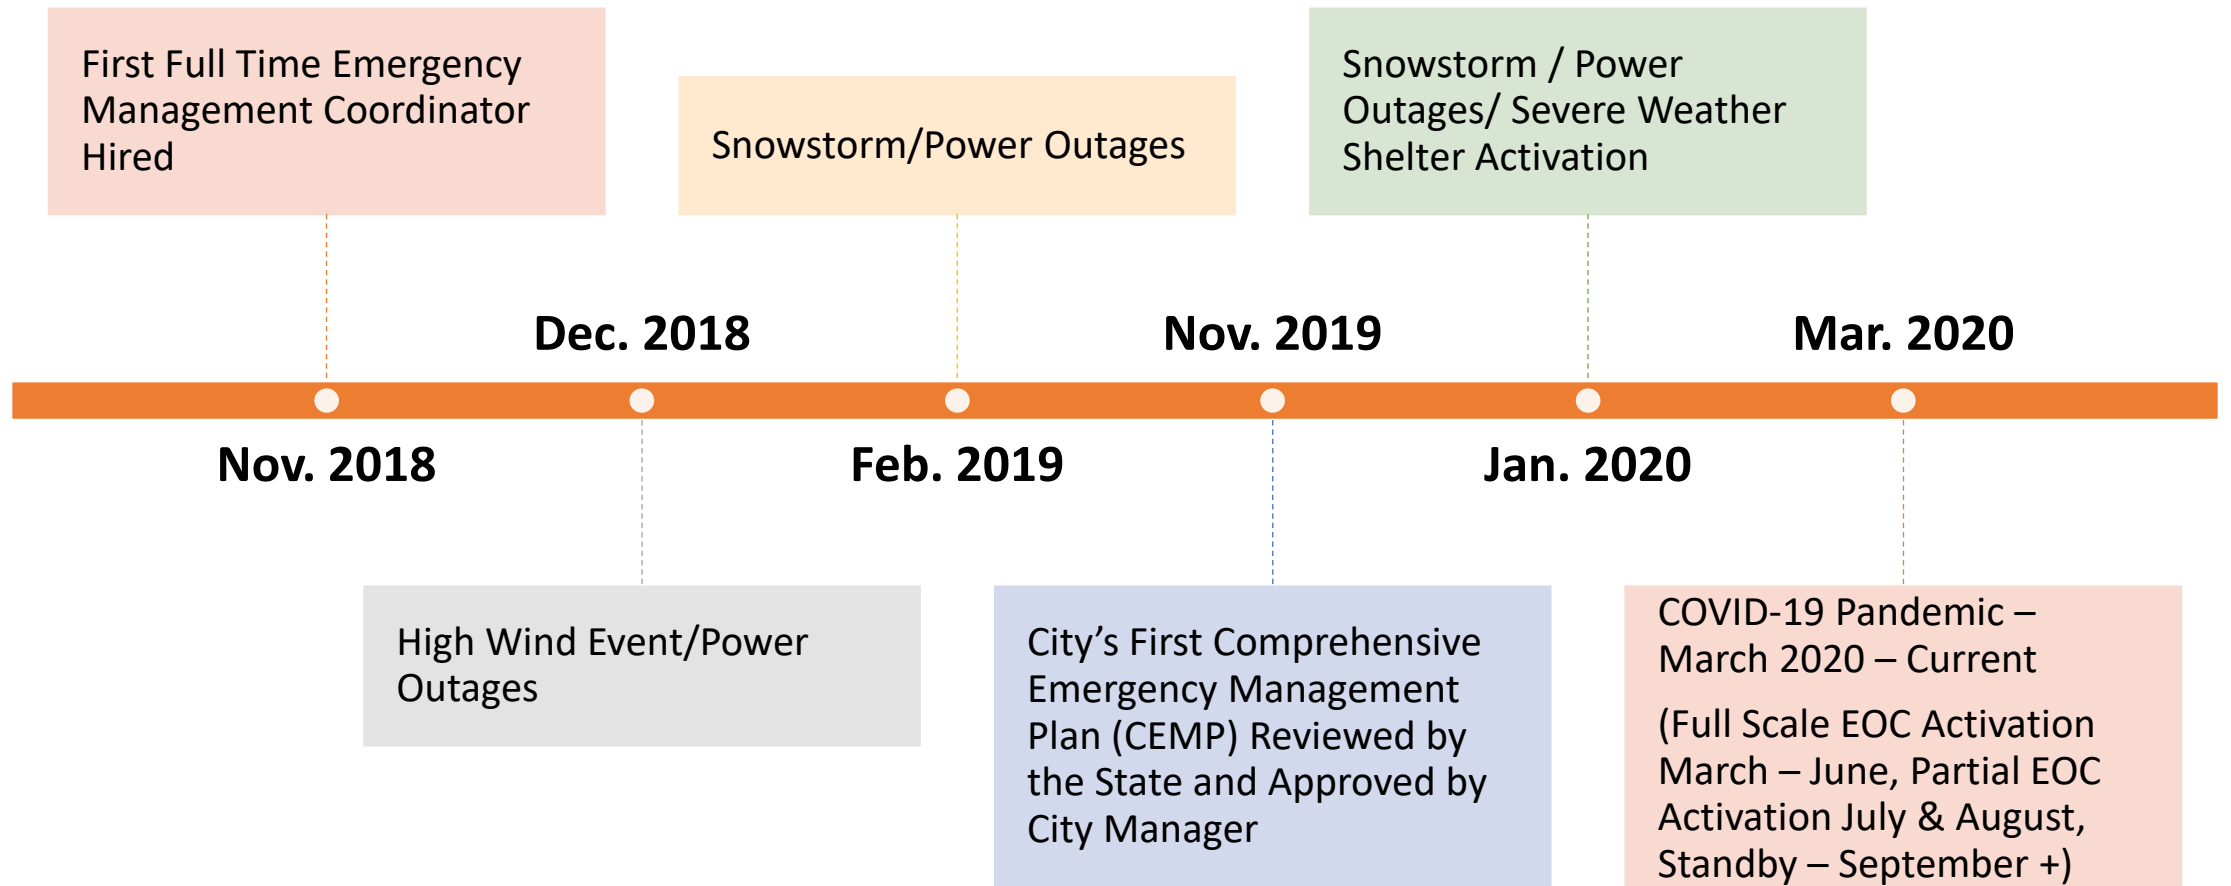 First Full Time Emergency
Management Coordinator
Hired
Snowstorm/Power Outages
Snowstorm / Power
Outages/ Severe Weather
Shelter Activation
Dec. 2018
Nov. 2019
Mar. 2020
Nov. 2018
Feb. 2019
Jan. 2020
High Wind Event/Power
Outages
City’s First Comprehensive
Emergency Management
Plan (CEMP) Reviewed by
the State and Approved by
City Manager
COVID-19 Pandemic –
March 2020 – Current
(Full Scale EOC Activation
March – June, Partial EOC
Activation July & August,
Standby – September +)